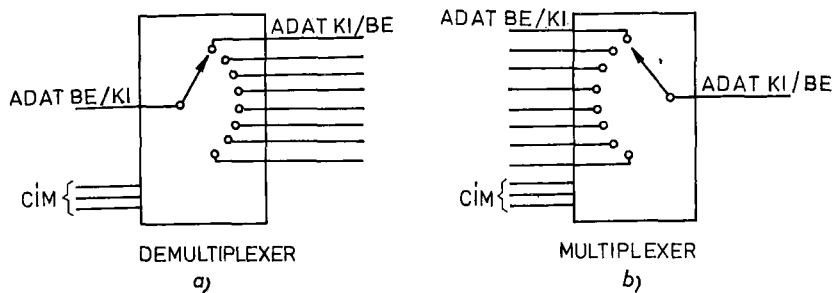 ADAT KI/BE
ADAT BE/KI
CÍM
DEMULTIPLEXER
a)
ADAT BE/KI
ADAT KI/BE
CÍM
MULTIPLEXER
b)